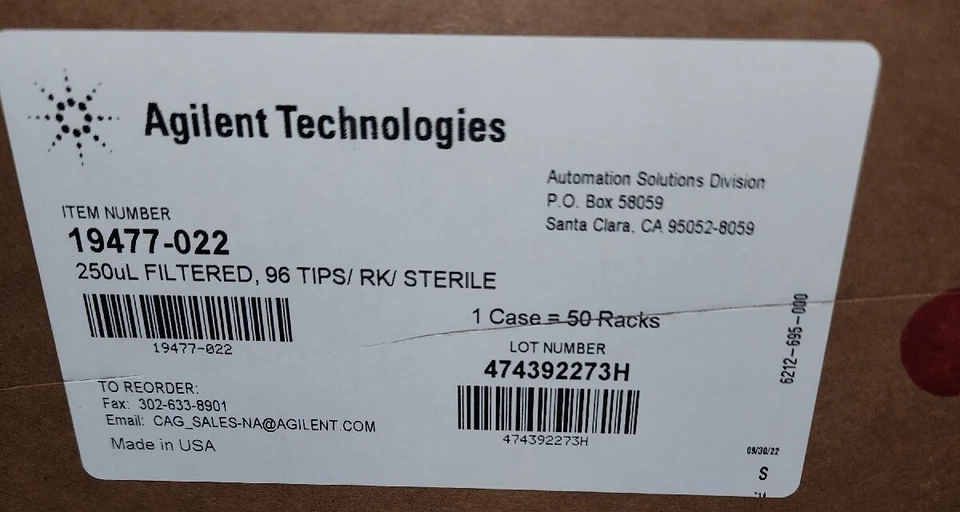 Agilent Technologies
Automation Solutions Division
P.O. Box 58059
Santa Clara, CA 95052-8059
ITEM NUMBER
19477-022
250uL FILTERED, 96 TIPS/ RK/ STERILE
19477-022
1 Case = 50 Racks
LOT NUMBER
474392273H
474392273H
TO REORDER:
Fax: 302-633-8901
Email: CAG_SALES-NA@AGILENT.COM
Made in USA
6212-695-000
09/30/22
S